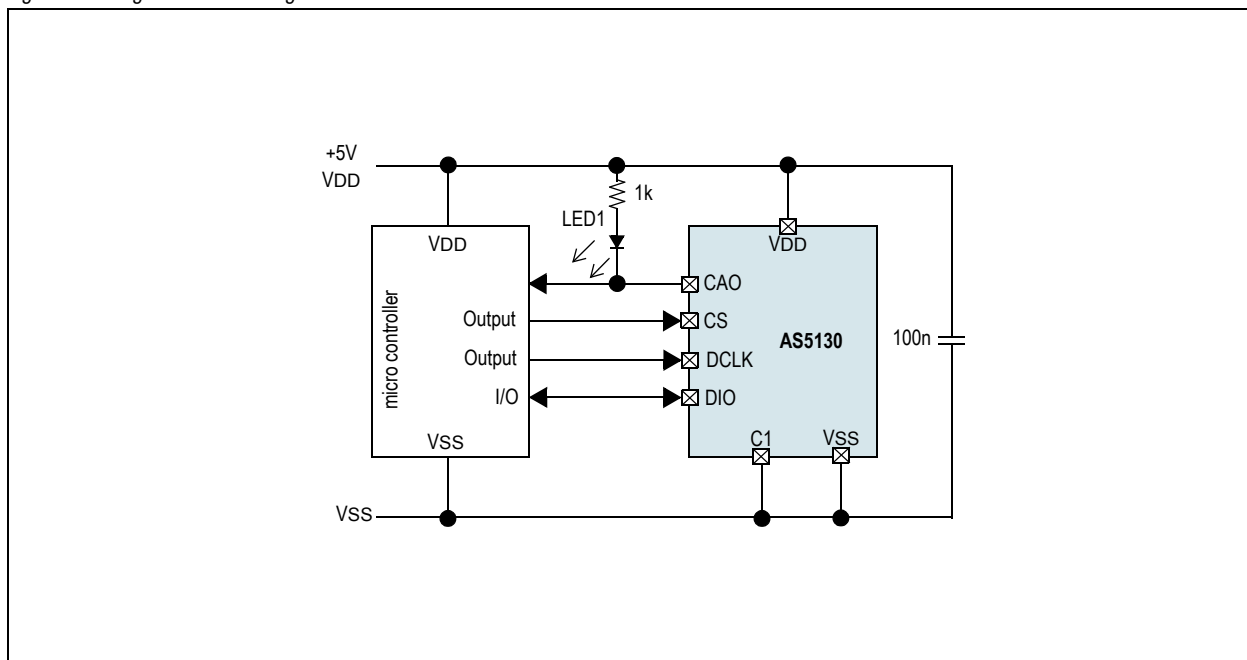 +5V
VDD
1k
LED1
VDD
VDD
micro controller
CAO
Output
CS
AS5130
100n
Output
DCLK
I/O
DIO
VSS
C1
VSS
VSS